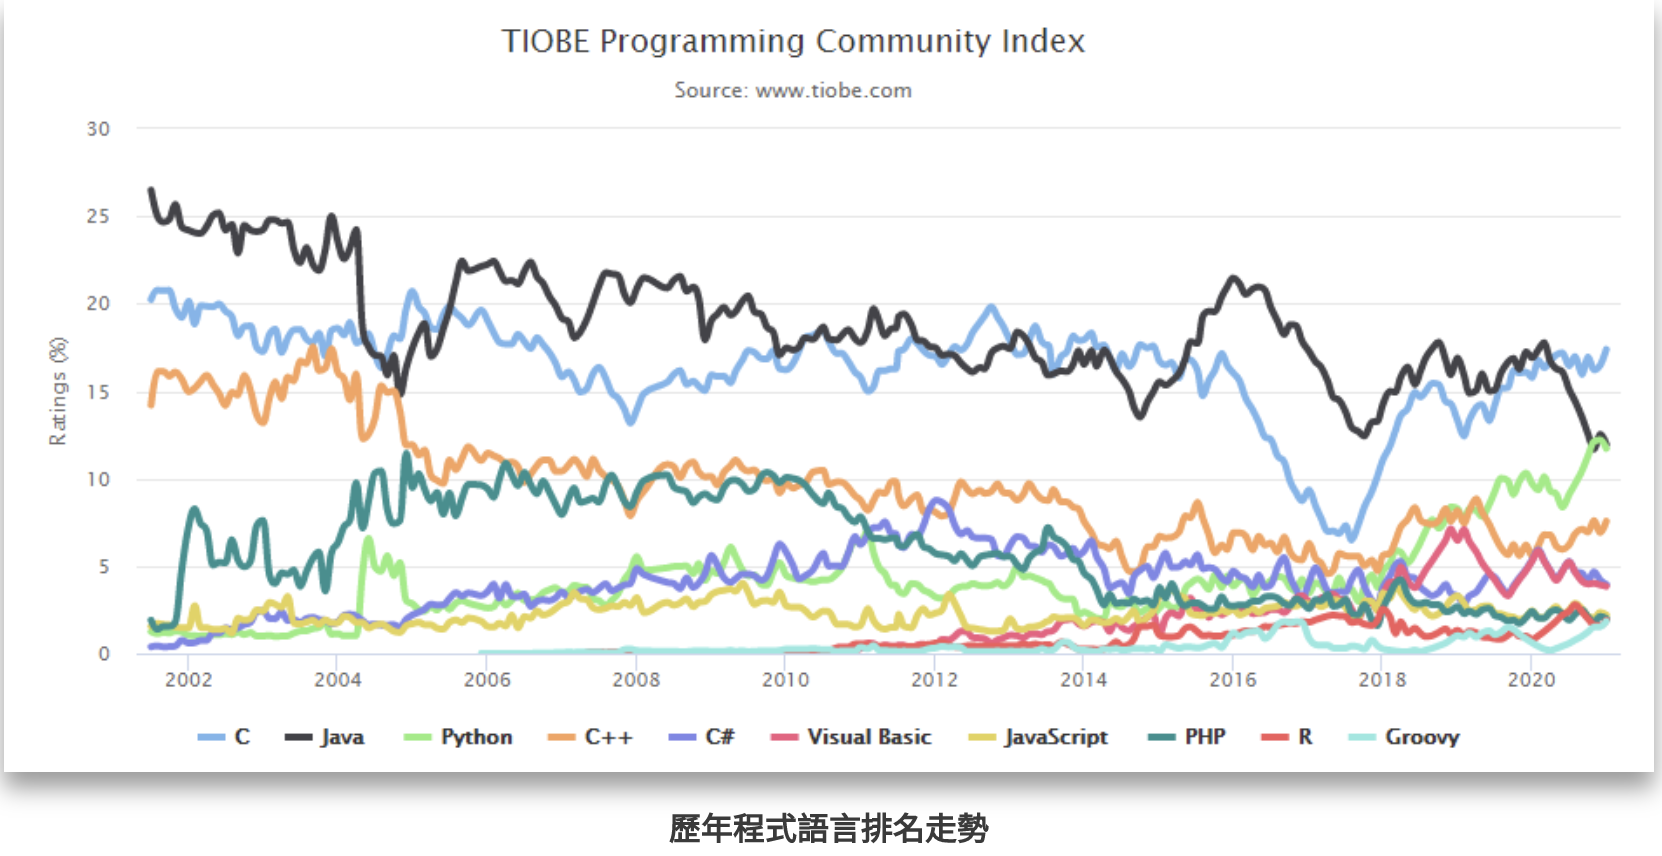 TIOBE Programming Community Index
Source: www.tiobe.com
Ratings (%)
30
25
20
15
10
5
0
2002 2004 2006 2008 2010 2012 2014 2016 2018 2020
C Java Python C++ C# Visual Basic JavaScript PHP R Groovy
歷年程式語言排名走勢